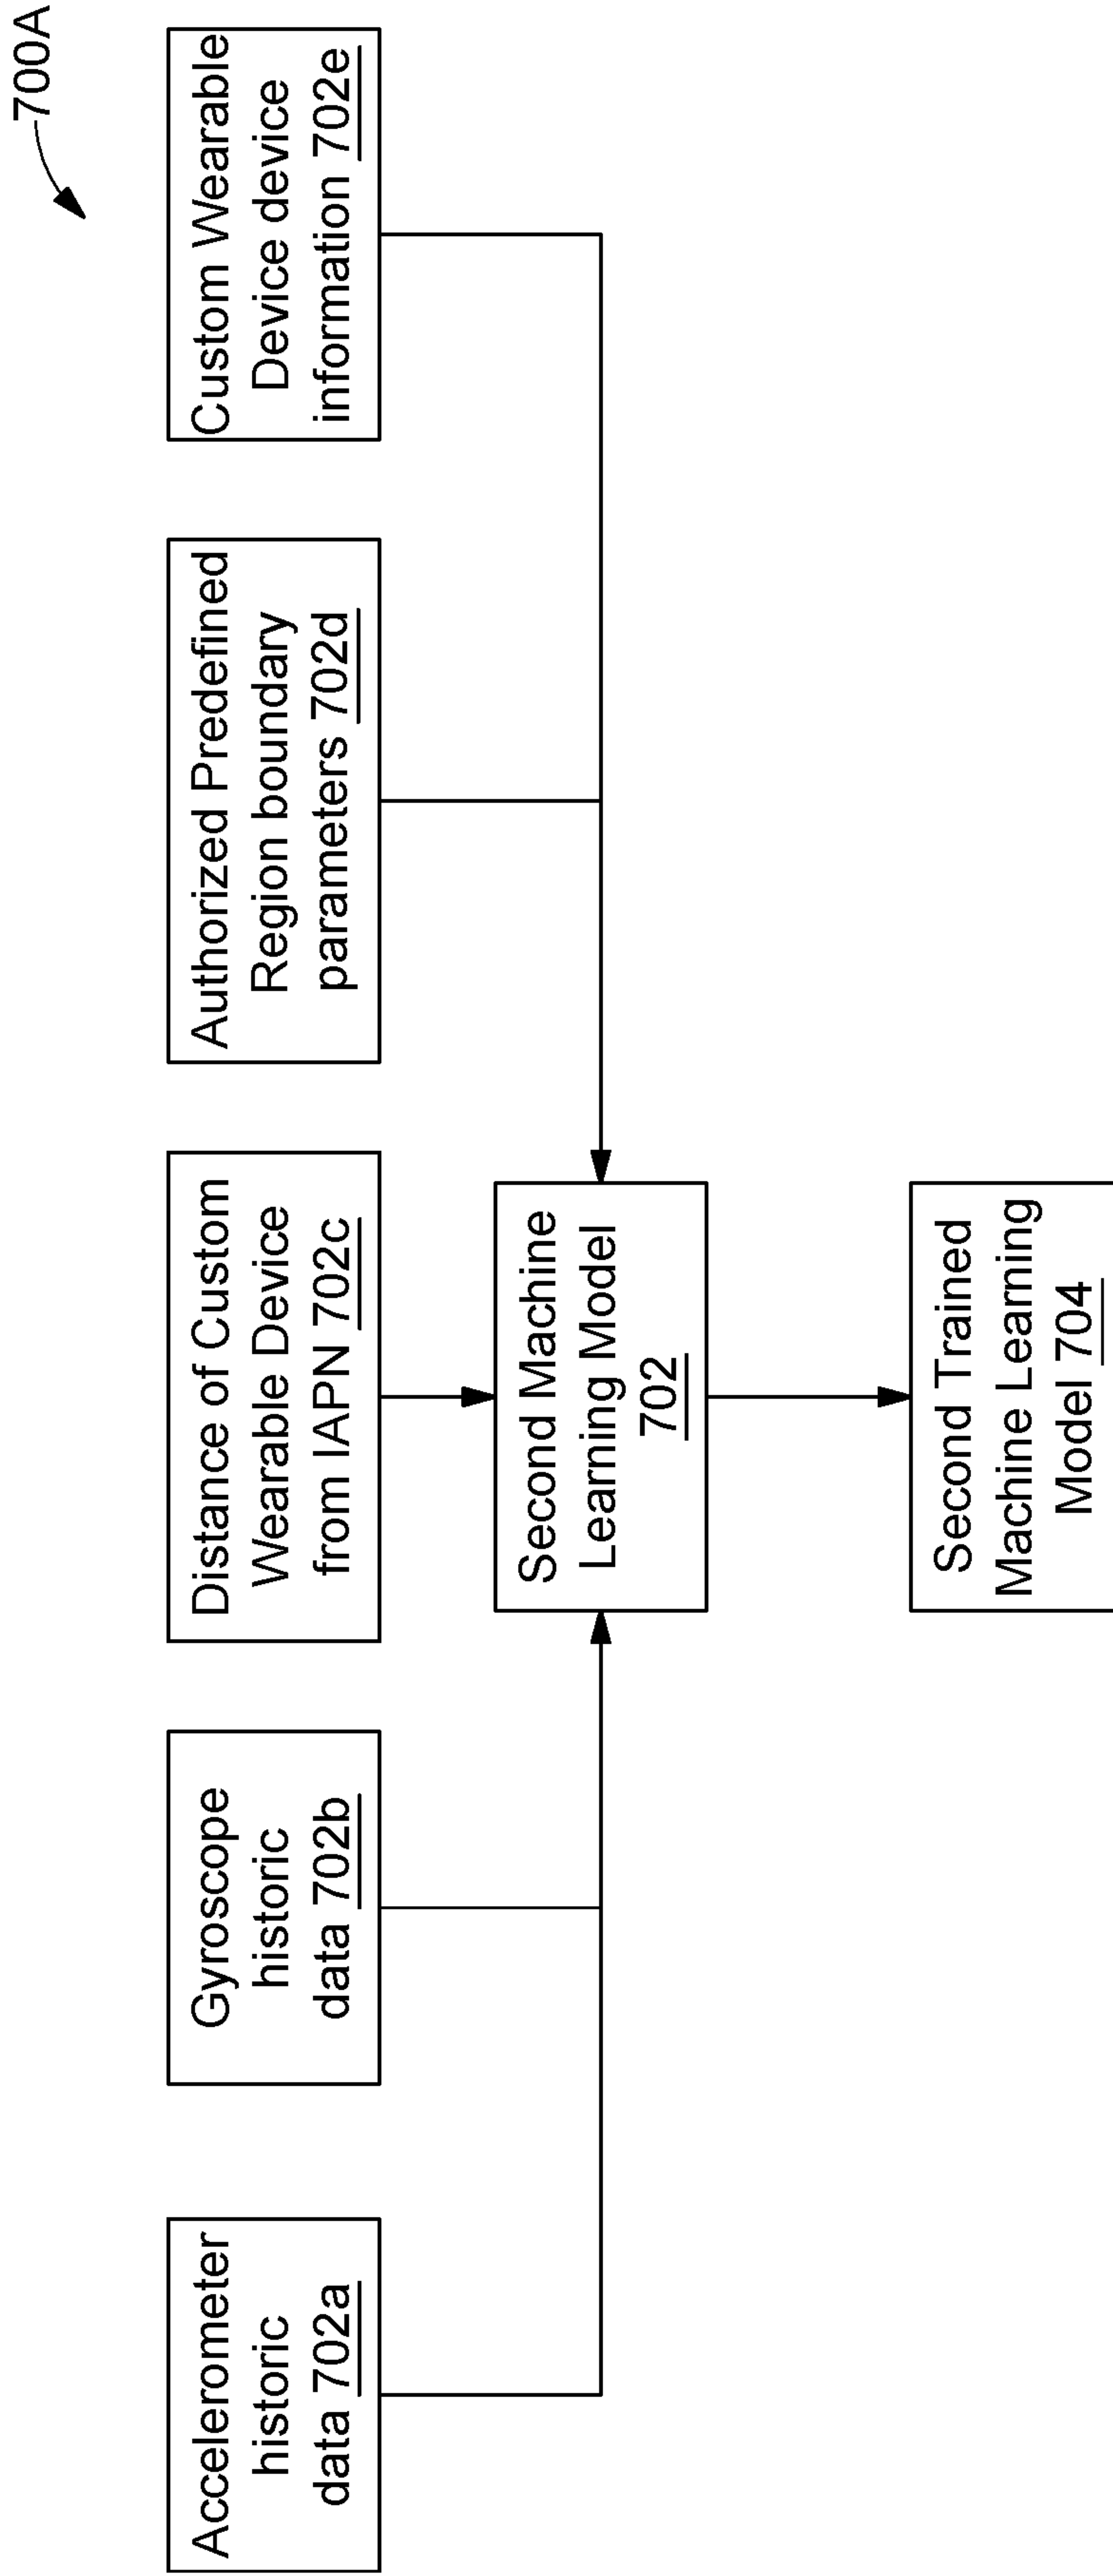 700A
Accelerometer
historic
data 702a
Gyroscope
historic
data 702b
Distance of Custom
Wearable Device
from IAPN 702c
Authorized Predefined
Region boundary
parameters 702d
Custom Wearable
Device device
information 702e
Second Machine
Learning Model
702
Second Trained
Machine Learning
Model 704